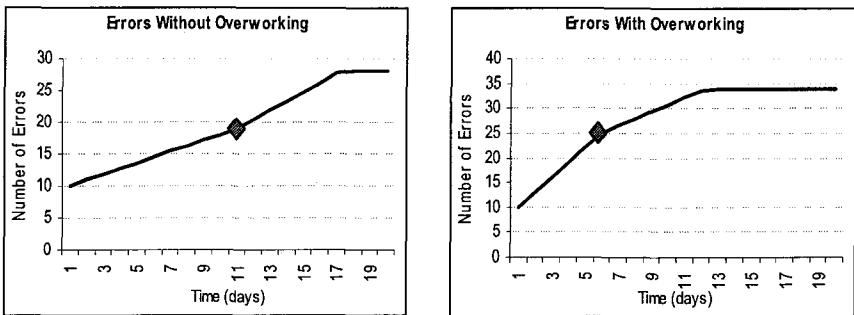 Errors Without Overworking
Number of Errors
30
25
20
15
10
5
0
1 3 5 7 9 11 13 15 17 19
Time (days)
Errors With Overworking
Number of Errors
40
35
30
25
20
15
10
5
0
1 3 5 7 9 11 13 15 17 19
Time (days)